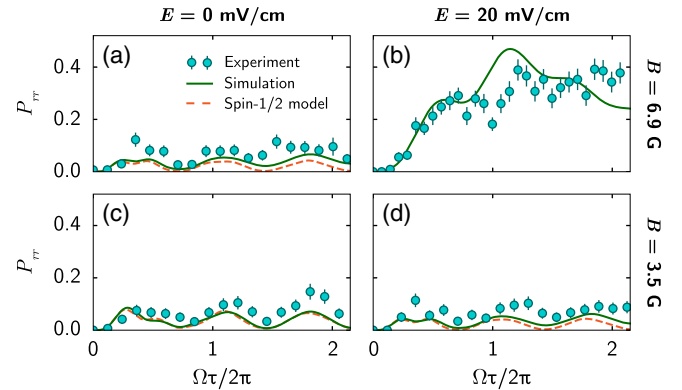 E = 0 mV/cm
E = 20 mV/cm
(a)
Experiment
Simulation
Spin-1/2 model
(b)
0.4
0.2
0.0
P_rr
B = 6.9 G
(c)
(d)
0.4
0.2
0.0
P_rr
B = 3.5 G
0
1
2
0
1
2
Ωτ/2π
Ωτ/2π